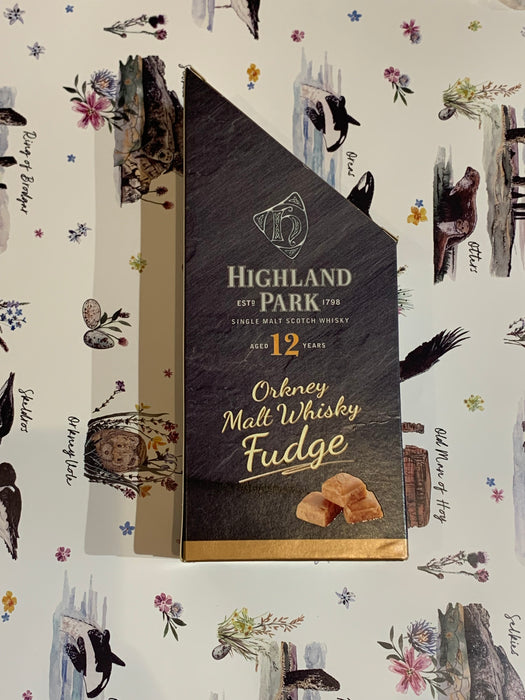 HIGHLAND
PARK
ESTD 1798
SINGLE MALT SCOTCH WHISKY
AGED 12 YEARS
Orkney
Malt Whisky
Fudge
Ring of Brodgar
Orcas
Otters
Skeldros
Orkney Vole
Old Man of Hoy
Selkies